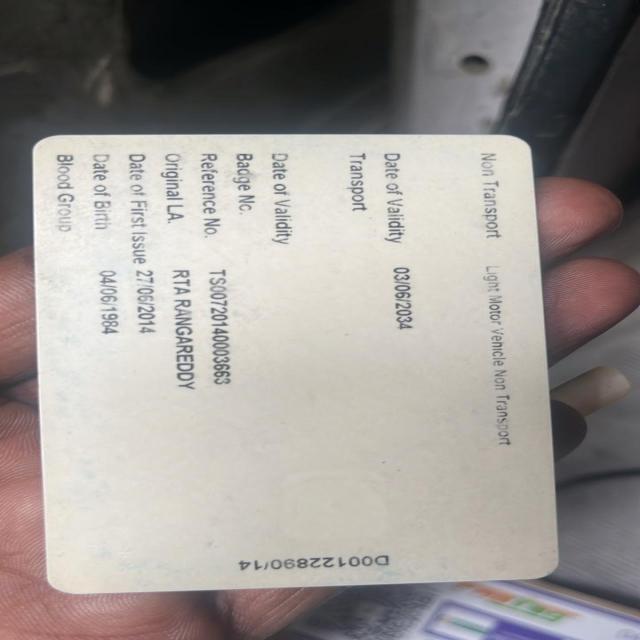 Non Transport Light Motor Vehicle Non Transport
Date of Validity 03/06/2034
Transport
Date of Validity
Badge No.
Reference No. TS00720140003663
Original LA. RTA RANGAREDDY
Date of First Issue 27/06/2014
Date of Birth 04/06/1984
Blood Group
D00122890/14